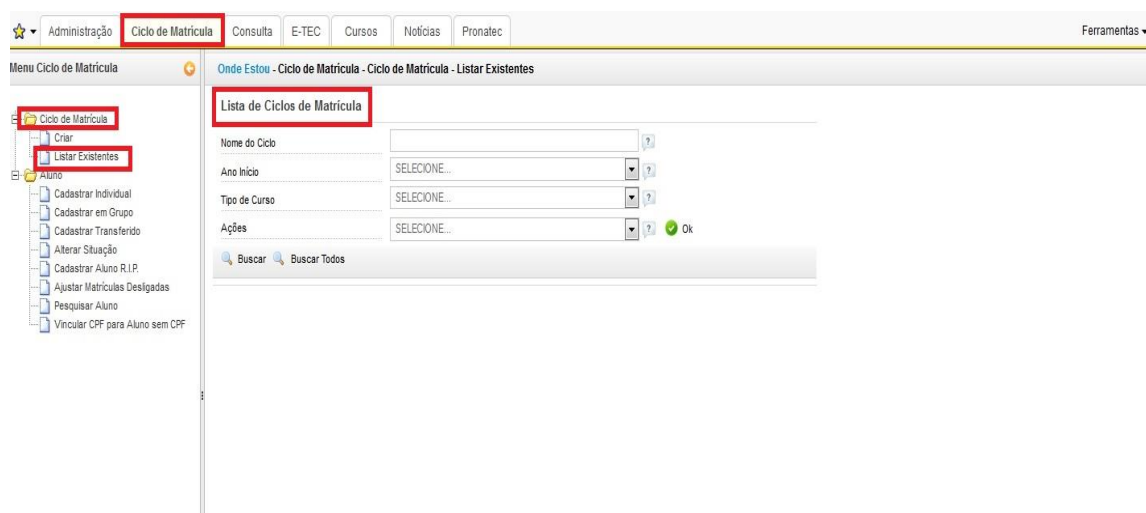 Administração Ciclo de Matrícula Consulta E-TEC Cursos Notícias Pronatec Ferramentas
Menu Ciclo de Matrícula
Onde Estou - Ciclo de Matrícula - Ciclo de Matrícula - Listar Existentes
Ciclo de Matrícula
Criar
Listar Existentes
Aluno
Cadastrar Individual
Cadastrar em Grupo
Cadastrar Transferido
Alterar Situação
Cadastrar Aluno R.I.P.
Ajustar Matrículas Desligadas
Pesquisar Aluno
Vincular CPF para Aluno sem CPF
Lista de Ciclos de Matrícula
Nome do Ciclo ?
Ano Início SELECIONE... ?
Tipo de Curso SELECIONE... ?
Ações SELECIONE... ? Ok
Buscar Buscar Todos